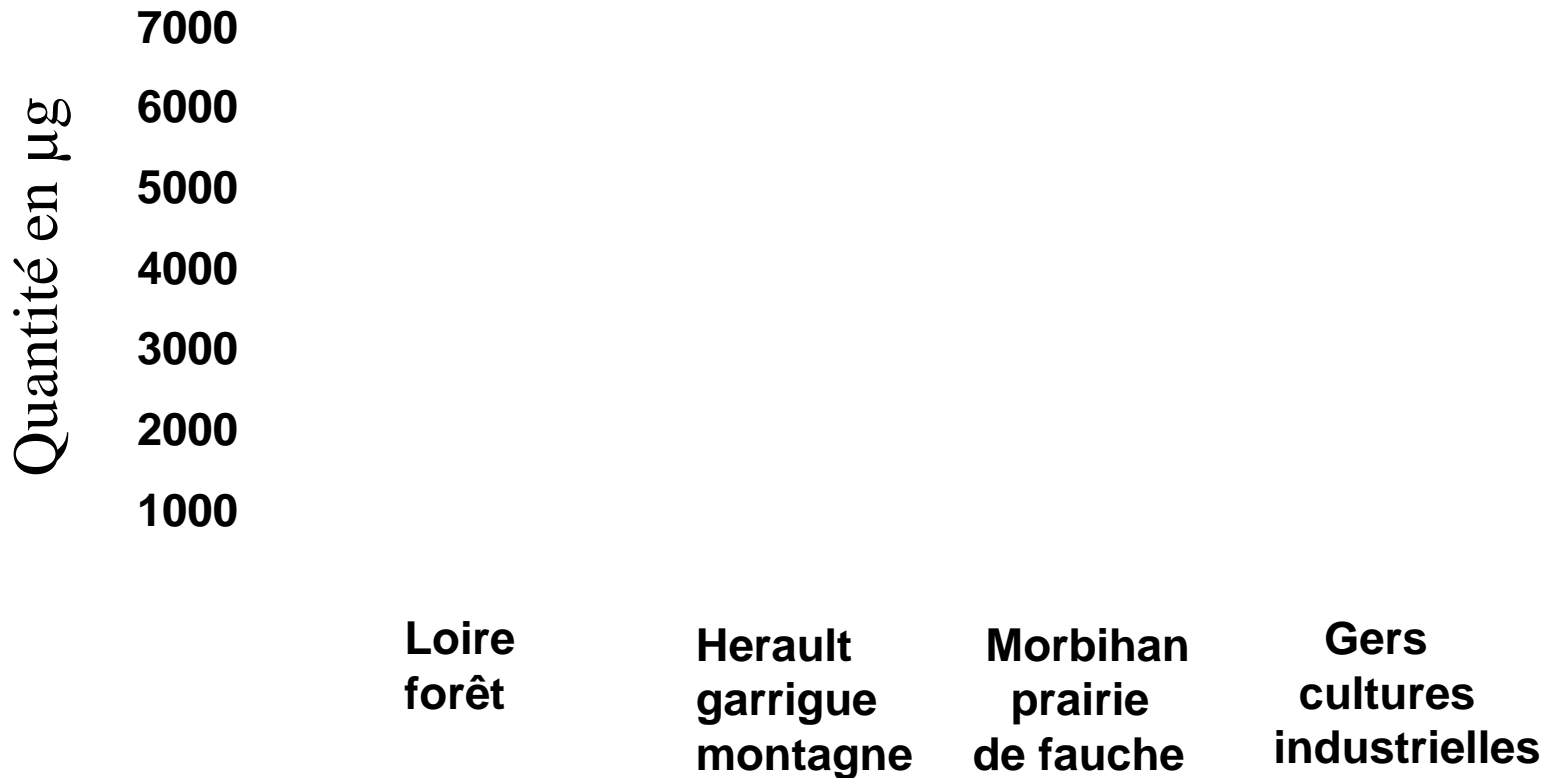 7000
6000
5000
4000
3000
2000
1000
Quantité en µg
Loire
forêt
Herault
garrigue
montagne
Morbihan
prairie
de fauche
Gers
cultures
industrielles